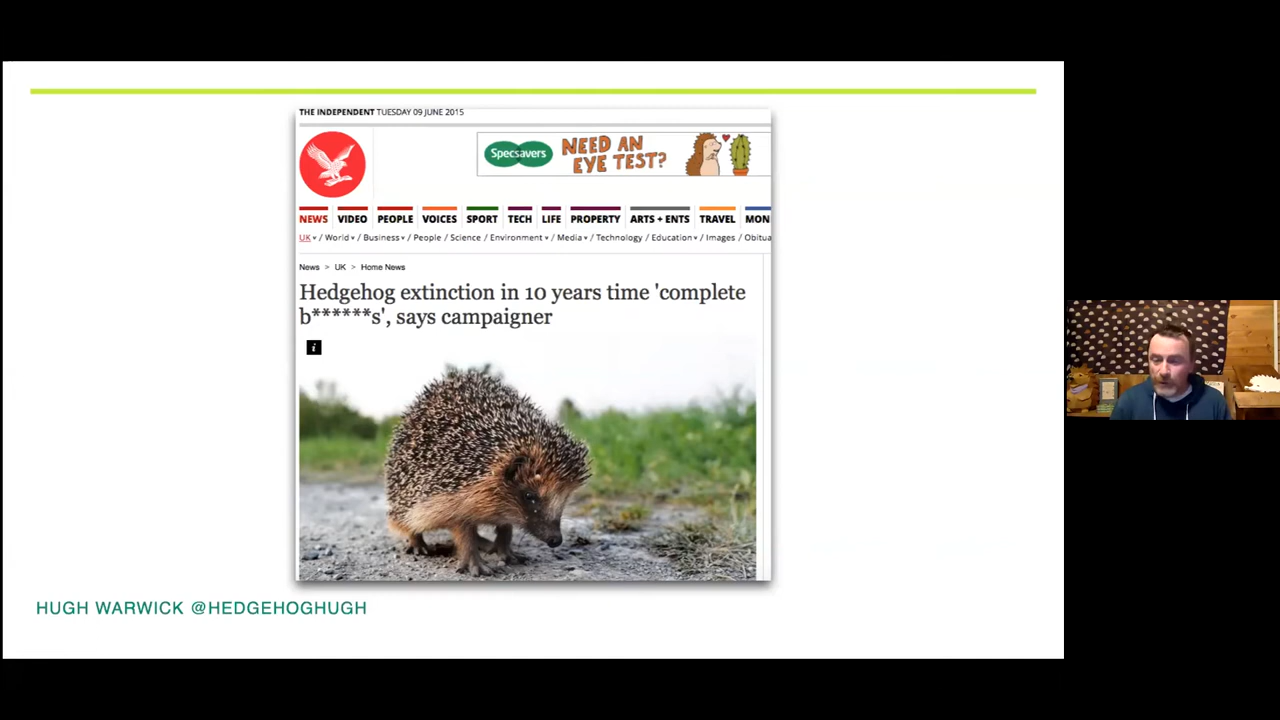 THE INDEPENDENT TUESDAY 09 JUNE 2015
Specsavers
NEED AN
EYE TEST?
NEWS VIDEO PEOPLE VOICES SPORT TECH LIFE PROPERTY ARTS + ENTS TRAVEL MON
UK / World / Business / People / Science / Environment / Media / Technology / Education / Images / Obitua
News > UK > Home News
Hedgehog extinction in 10 years time 'complete
b******s', says campaigner
i
HUGH WARWICK @HEDGEHOGHUGH